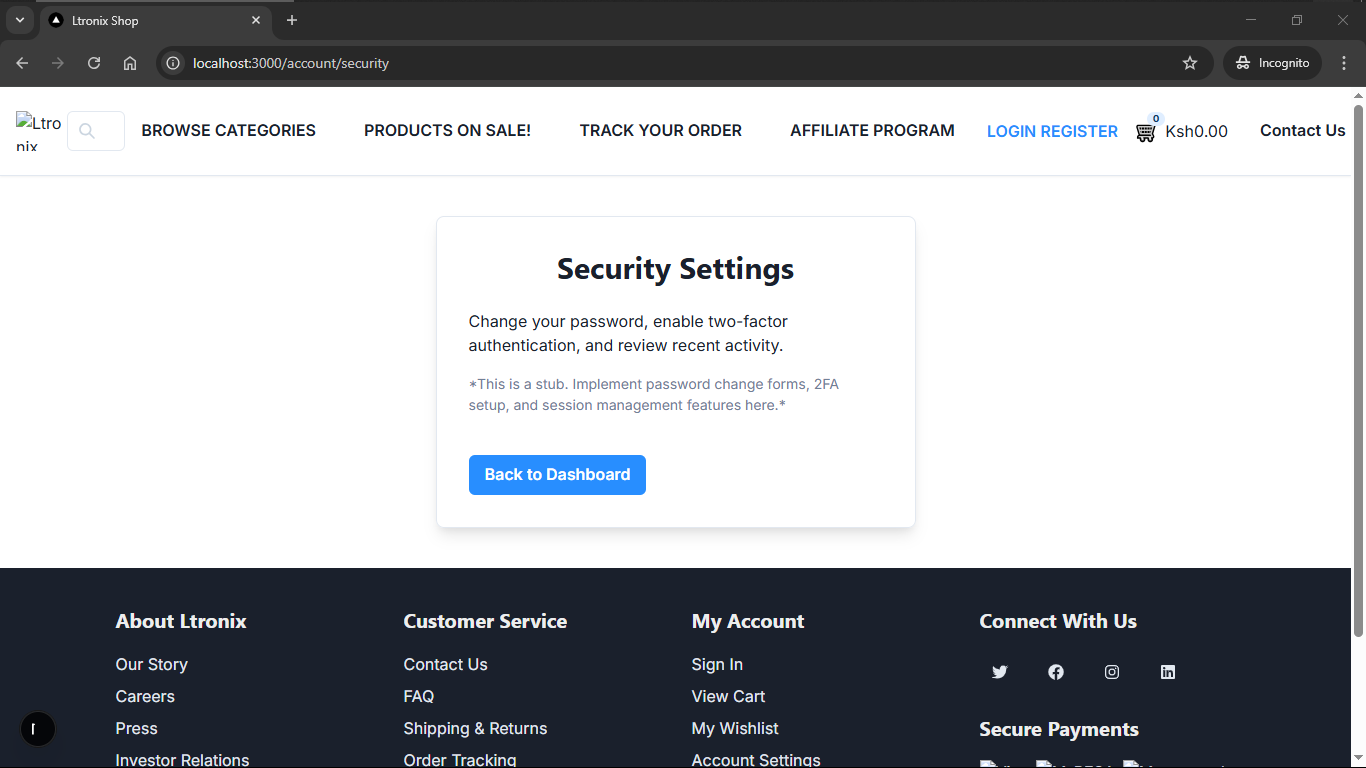 Ltronix Shop
localhost:3000/account/security
Incognito
Ltro
nix
BROWSE CATEGORIES
PRODUCTS ON SALE!
TRACK YOUR ORDER
AFFILIATE PROGRAM
LOGIN REGISTER
0
Ksh0.00
Contact Us
Security Settings
Change your password, enable two-factor
authentication, and review recent activity.
*This is a stub. Implement password change forms, 2FA
setup, and session management features here.*
Back to Dashboard
About Ltronix
Our Story
Careers
Press
Investor Relations
Customer Service
Contact Us
FAQ
Shipping & Returns
Order Tracking
My Account
Sign In
View Cart
My Wishlist
Account Settings
Connect With Us
Secure Payments